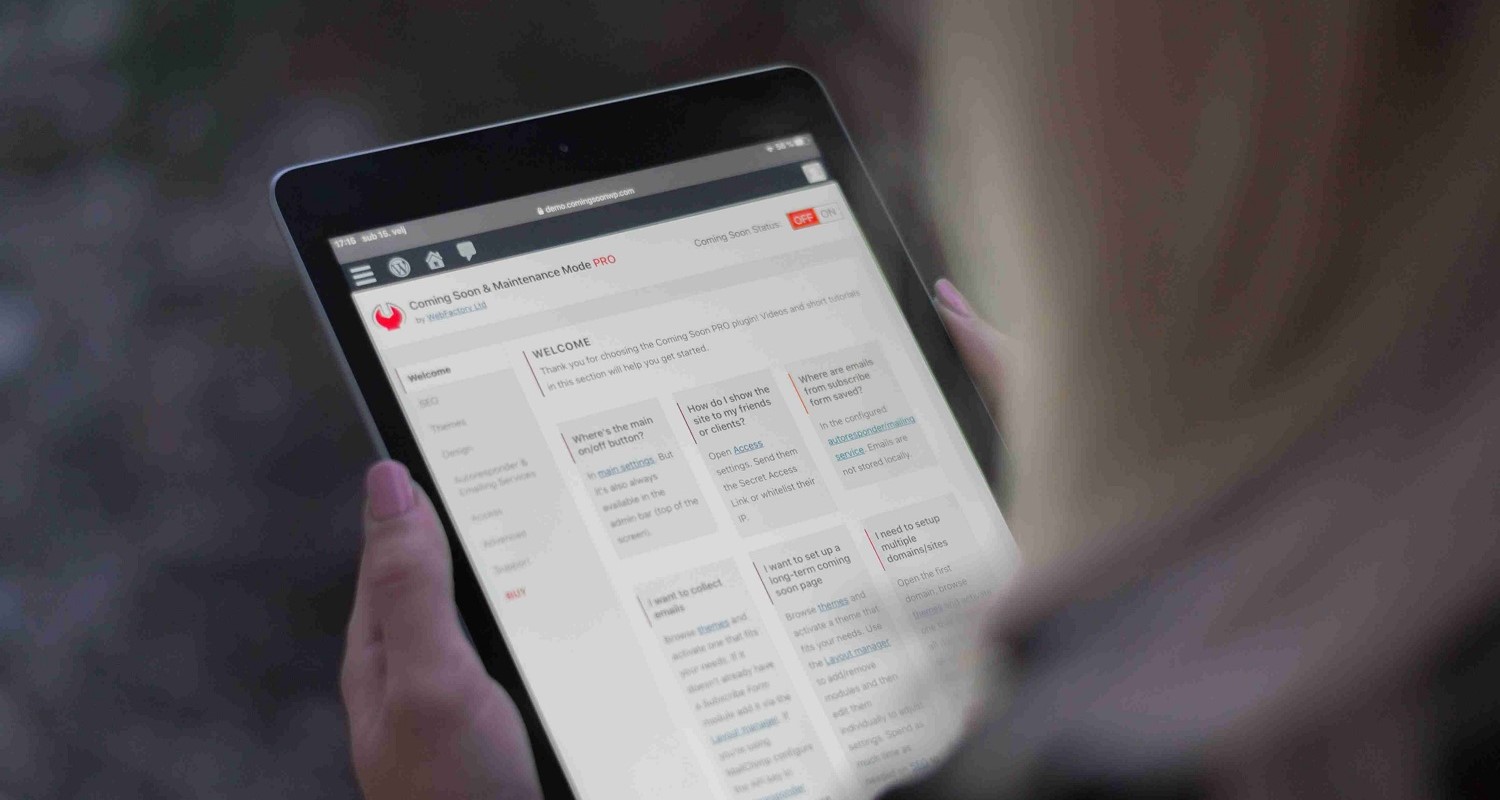 17:15 sub 15. velj
demo.comingsoonwp.com
Coming Soon & Maintenance Mode PRO
by WebFactory Ltd
Coming Soon Status:
OFF ON
Welcome
SEO
Themes
Design
Autoresponder &
Emailing Services
Access
Advanced
Support
BUY
WELCOME
Thank you for choosing the Coming Soon PRO plugin! Videos and short tutorials
in this section will help you get started.
Where's the main
on/off button?
In main settings. But
it's also always
available in the
admin bar (top of the
screen).
How do I show the
site to my friends
or clients?
Open Access
settings. Send them
the Secret Access
Link or whitelist their
IP.
Where are emails
from subscribe
form saved?
In the configured
autoresponder/mailing
service. Emails are
not stored locally.
I want to collect
emails
Browse themes and
activate one that fits
your needs. If it
doesn't already have
a Subscribe Form
module add it via the
Layout manager. If
you're using
MailChimp configure
the API key in
I want to set up a
long-term coming
soon page
Browse themes and
activate a theme that
fits your needs. Use
the Layout manager
to add/remove
modules and then
edit them
individually to adjust
settings. Spend as
much time as
needed on SEO
I need to setup
multiple
domains/sites
Open the first
domain, browse
themes and